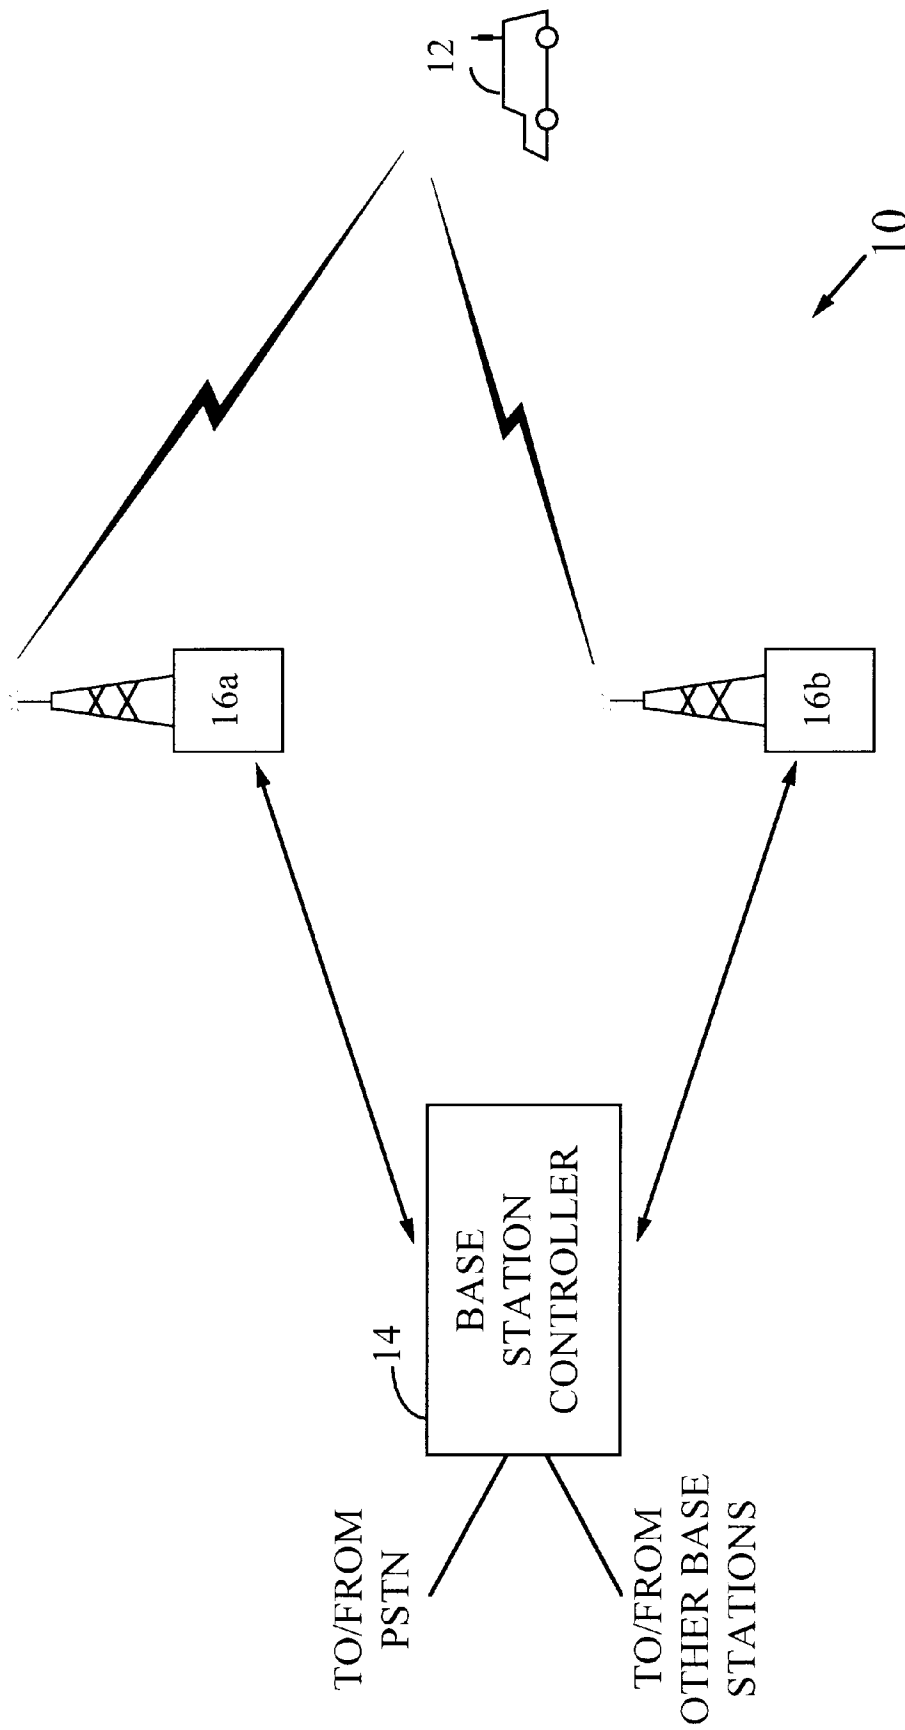 TO/FROM
PSTN
TO/FROM
OTHER BASE
STATIONS
14
BASE
STATION
CONTROLLER
16a
16b
12
10